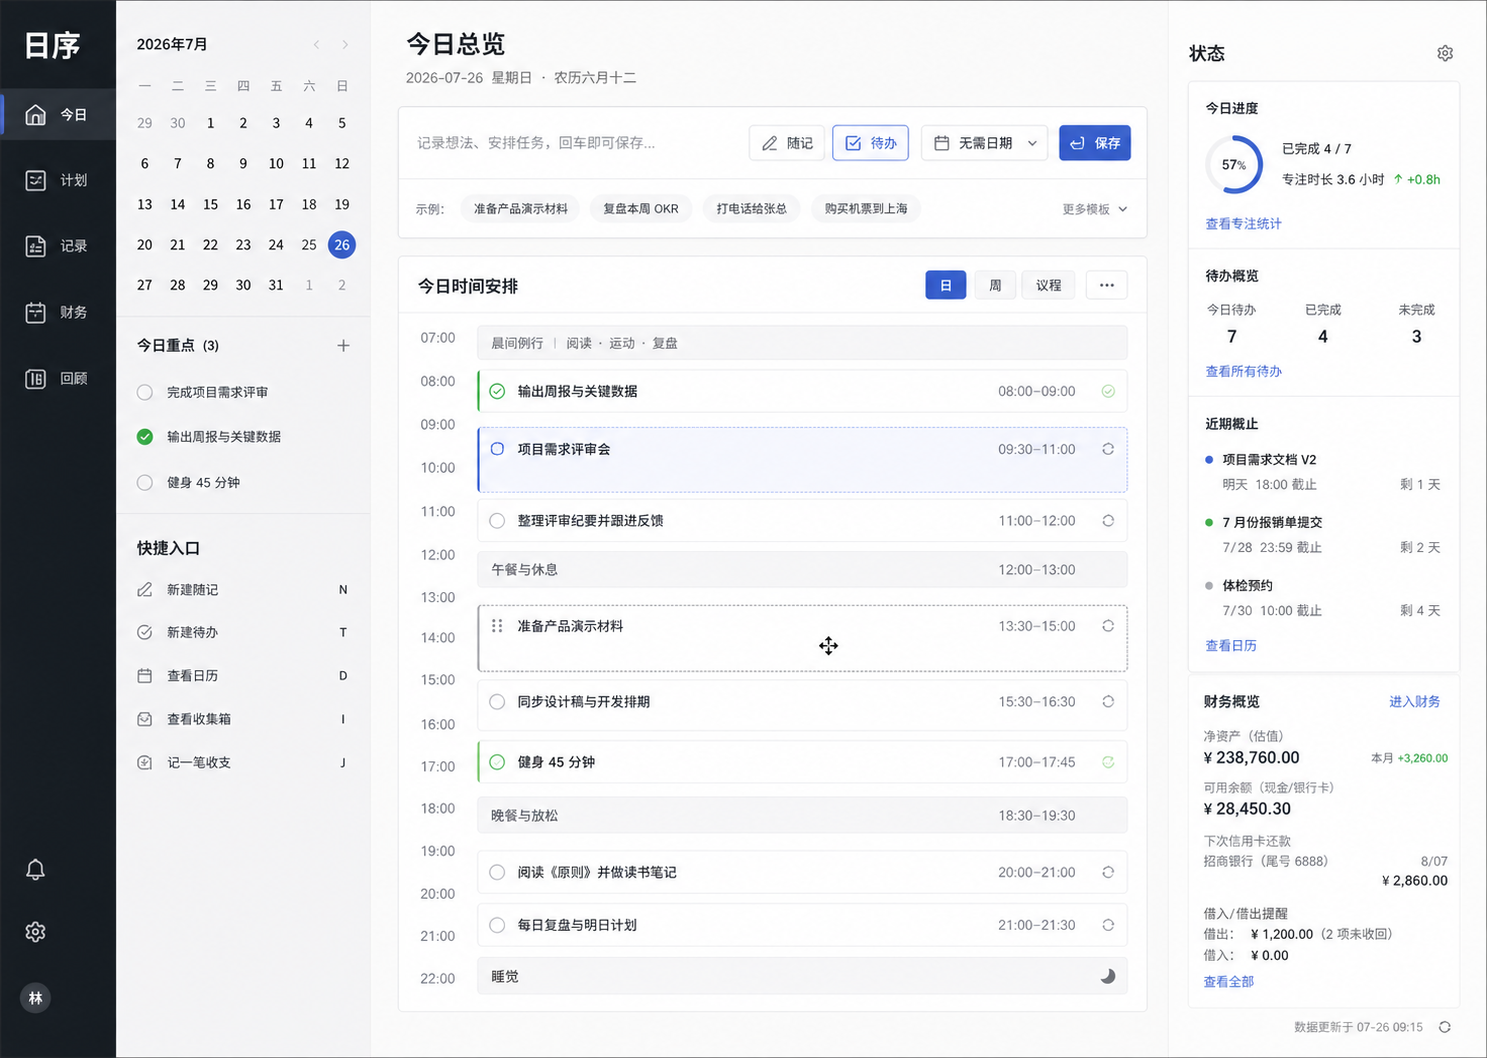 日序
今日
计划
记录
财务
回顾
林
2026年7月
一 二 三 四 五 六 日
29 30 1 2 3 4 5
6 7 8 9 10 11 12
13 14 15 16 17 18 19
20 21 22 23 24 25 26
27 28 29 30 31 1 2
今日重点 (3)
完成项目需求评审
输出周报与关键数据
健身 45 分钟
快捷入口
新建随记 N
新建待办 T
查看日历 D
查看收集箱 I
记一笔收支 J
今日总览
2026-07-26 星期日 · 农历六月十二
记录想法、安排任务，回车即可保存... 随记 待办 无需日期 保存
示例： 准备产品演示材料 复盘本周 OKR 打电话给张总 购买机票到上海 更多模板
今日时间安排 日 周 议程 ···
07:00 晨间例行 | 阅读 · 运动 · 复盘
08:00 输出周报与关键数据 08:00–09:00
09:00
项目需求评审会 09:30–11:00
10:00
11:00 整理评审纪要并跟进反馈 11:00–12:00
12:00 午餐与休息 12:00–13:00
13:00
准备产品演示材料 13:30–15:00
14:00
15:00
同步设计稿与开发排期 15:30–16:30
16:00
17:00 健身 45 分钟 17:00–17:45
18:00 晚餐与放松 18:30–19:30
19:00
阅读《原则》并做读书笔记 20:00–21:00
20:00
每日复盘与明日计划 21:00–21:30
21:00
22:00 睡觉
状态
今日进度
57%
已完成 4 / 7
专注时长 3.6 小时 ↑ +0.8h
查看专注统计
待办概览
今日待办 已完成 未完成
7 4 3
查看所有待办
近期截止
项目需求文档 V2
明天 18:00 截止 剩 1 天
7 月份报销单提交
7/28 23:59 截止 剩 2 天
体检预约
7/30 10:00 截止 剩 4 天
查看日历
财务概览 进入财务
净资产（估值）
¥ 238,760.00 本月 +3,260.00
可用余额（现金/银行卡）
¥ 28,450.30
下次信用卡还款
招商银行（尾号 6888） 8/07
¥ 2,860.00
借入/借出提醒
借出： ¥ 1,200.00（2 项未收回）
借入： ¥ 0.00
查看全部
数据更新于 07-26 09:15